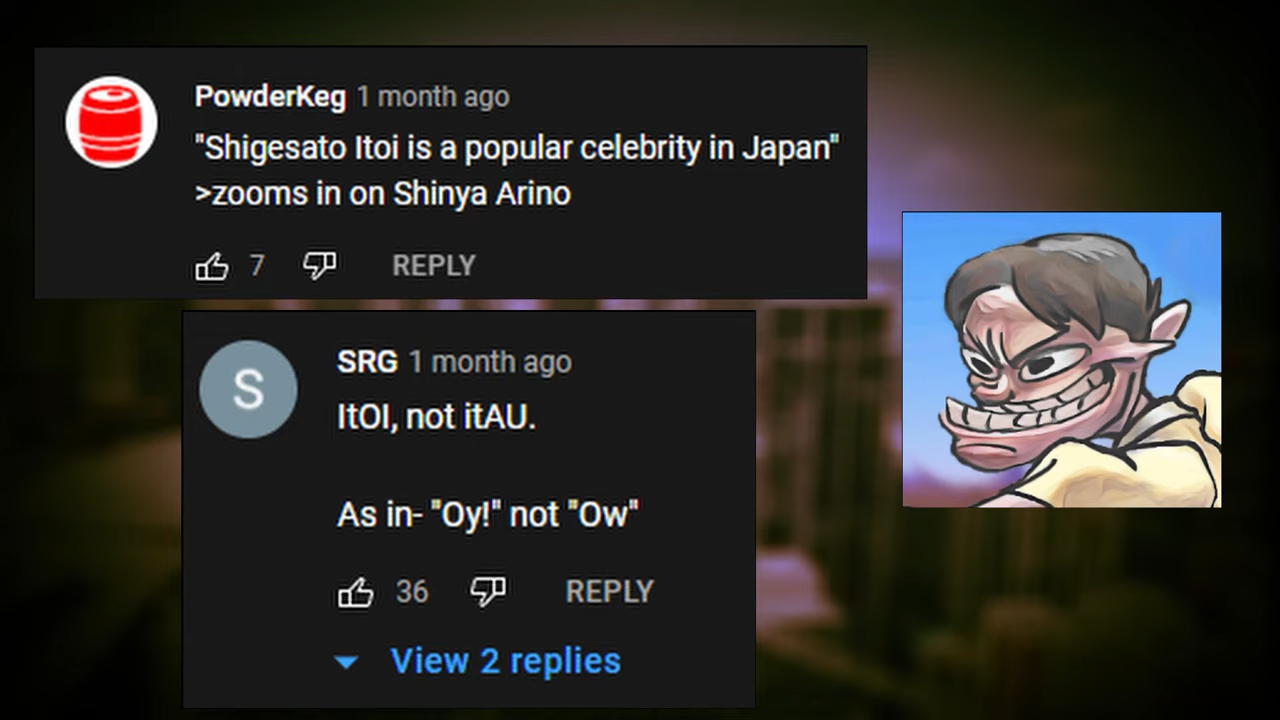 PowderKeg 1 month ago
"Shigesato Itoi is a popular celebrity in Japan"
>zooms in on Shinya Arino
7 REPLY
S
SRG 1 month ago
ItOI, not itAU.
As in- "Oy!" not "Ow"
36 REPLY
View 2 replies